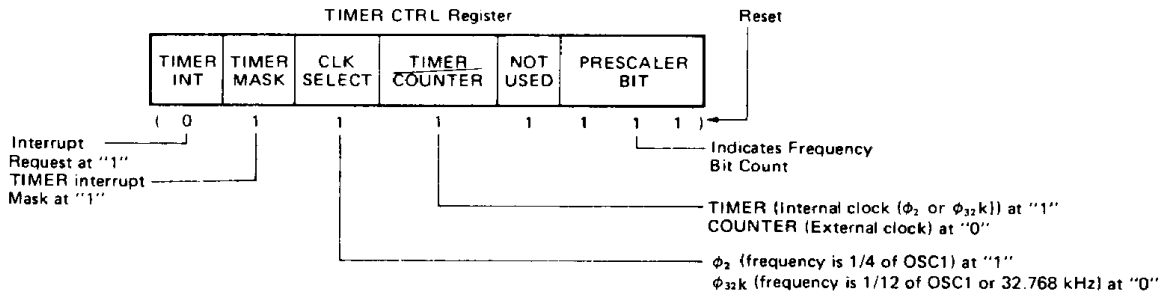 TIMER CTRL Register
Reset
TIMER INT
TIMER MASK
CLK SELECT
TIMER COUNTER
NOT USED
PRESCALER BIT
( 0 1 1 1 1 1 1 1 )
Interrupt
Request at "1"
TIMER interrupt
Mask at "1"
Indicates Frequency
Bit Count
TIMER (Internal clock (ϕ₂ or ϕ₃₂k)) at "1"
COUNTER (External clock) at "0"
ϕ₂ (frequency is 1/4 of OSC1) at "1"
ϕ₃₂k (frequency is 1/12 of OSC1 or 32.768 kHz) at "0"